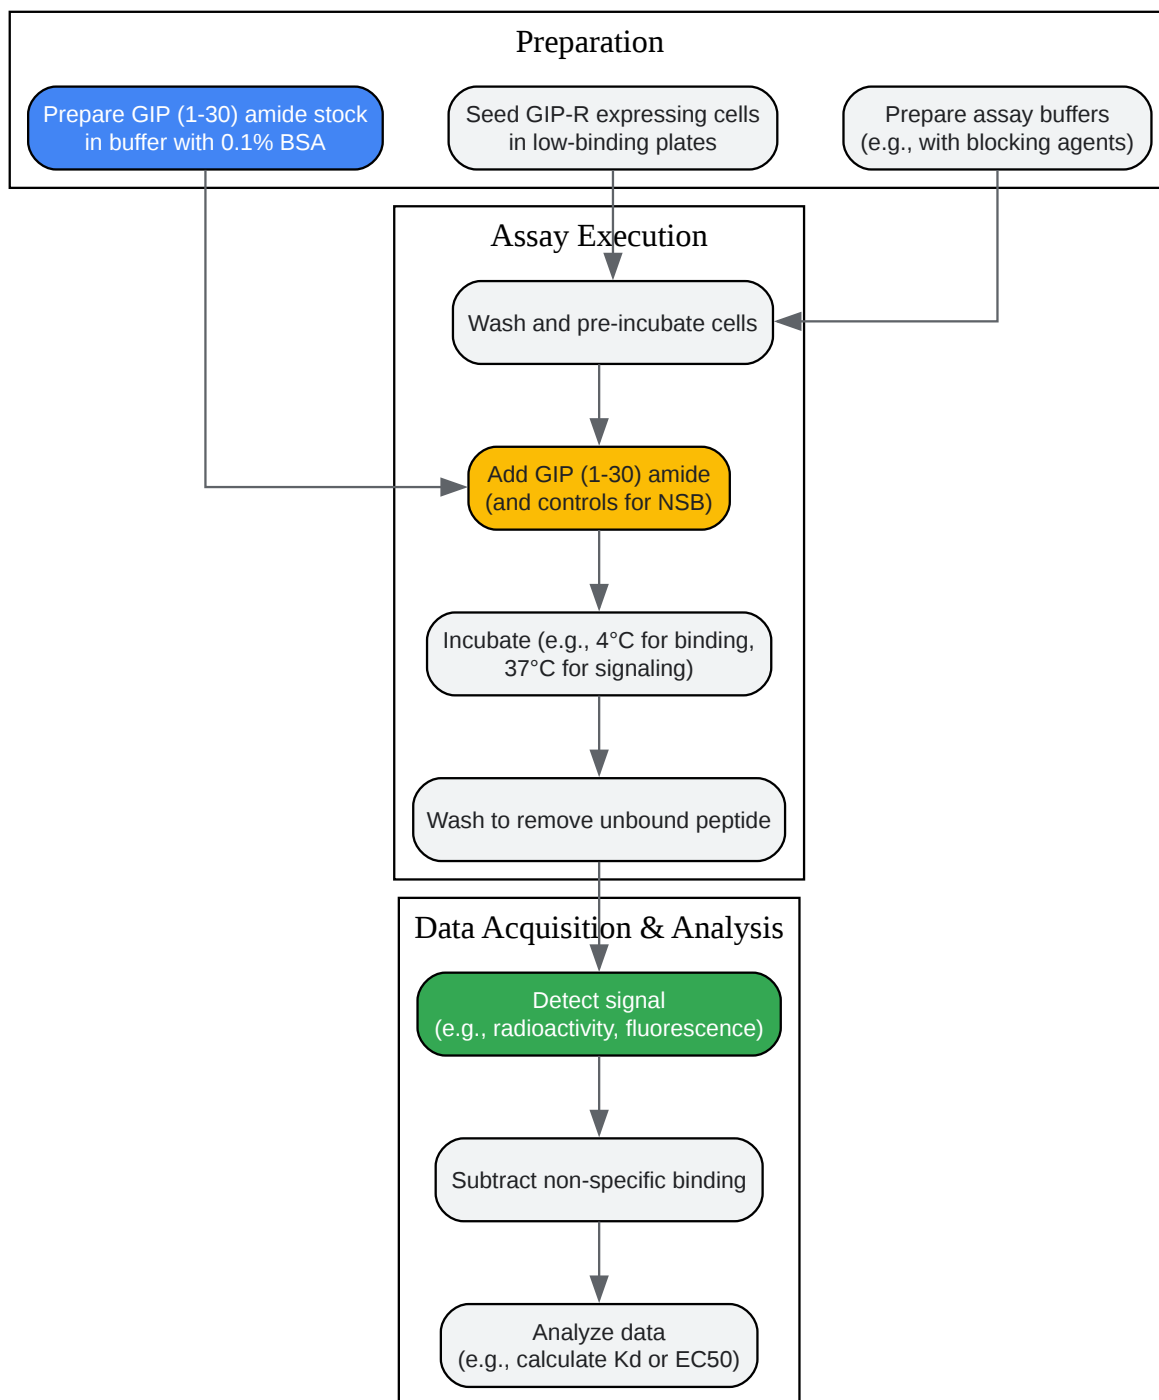 Preparation
Prepare GIP (1-30) amide stock
in buffer with 0.1% BSA
Seed GIP-R expressing cells
in low-binding plates
Prepare assay buffers
(e.g., with blocking agents)
Assay Execution
Wash and pre-incubate cells
Add GIP (1-30) amide
(and controls for NSB)
Incubate (e.g., 4°C for binding,
37°C for signaling)
Wash to remove unbound peptide
Data Acquisition & Analysis
Detect signal
(e.g., radioactivity, fluorescence)
Subtract non-specific binding
Analyze data
(e.g., calculate Kd or EC50)